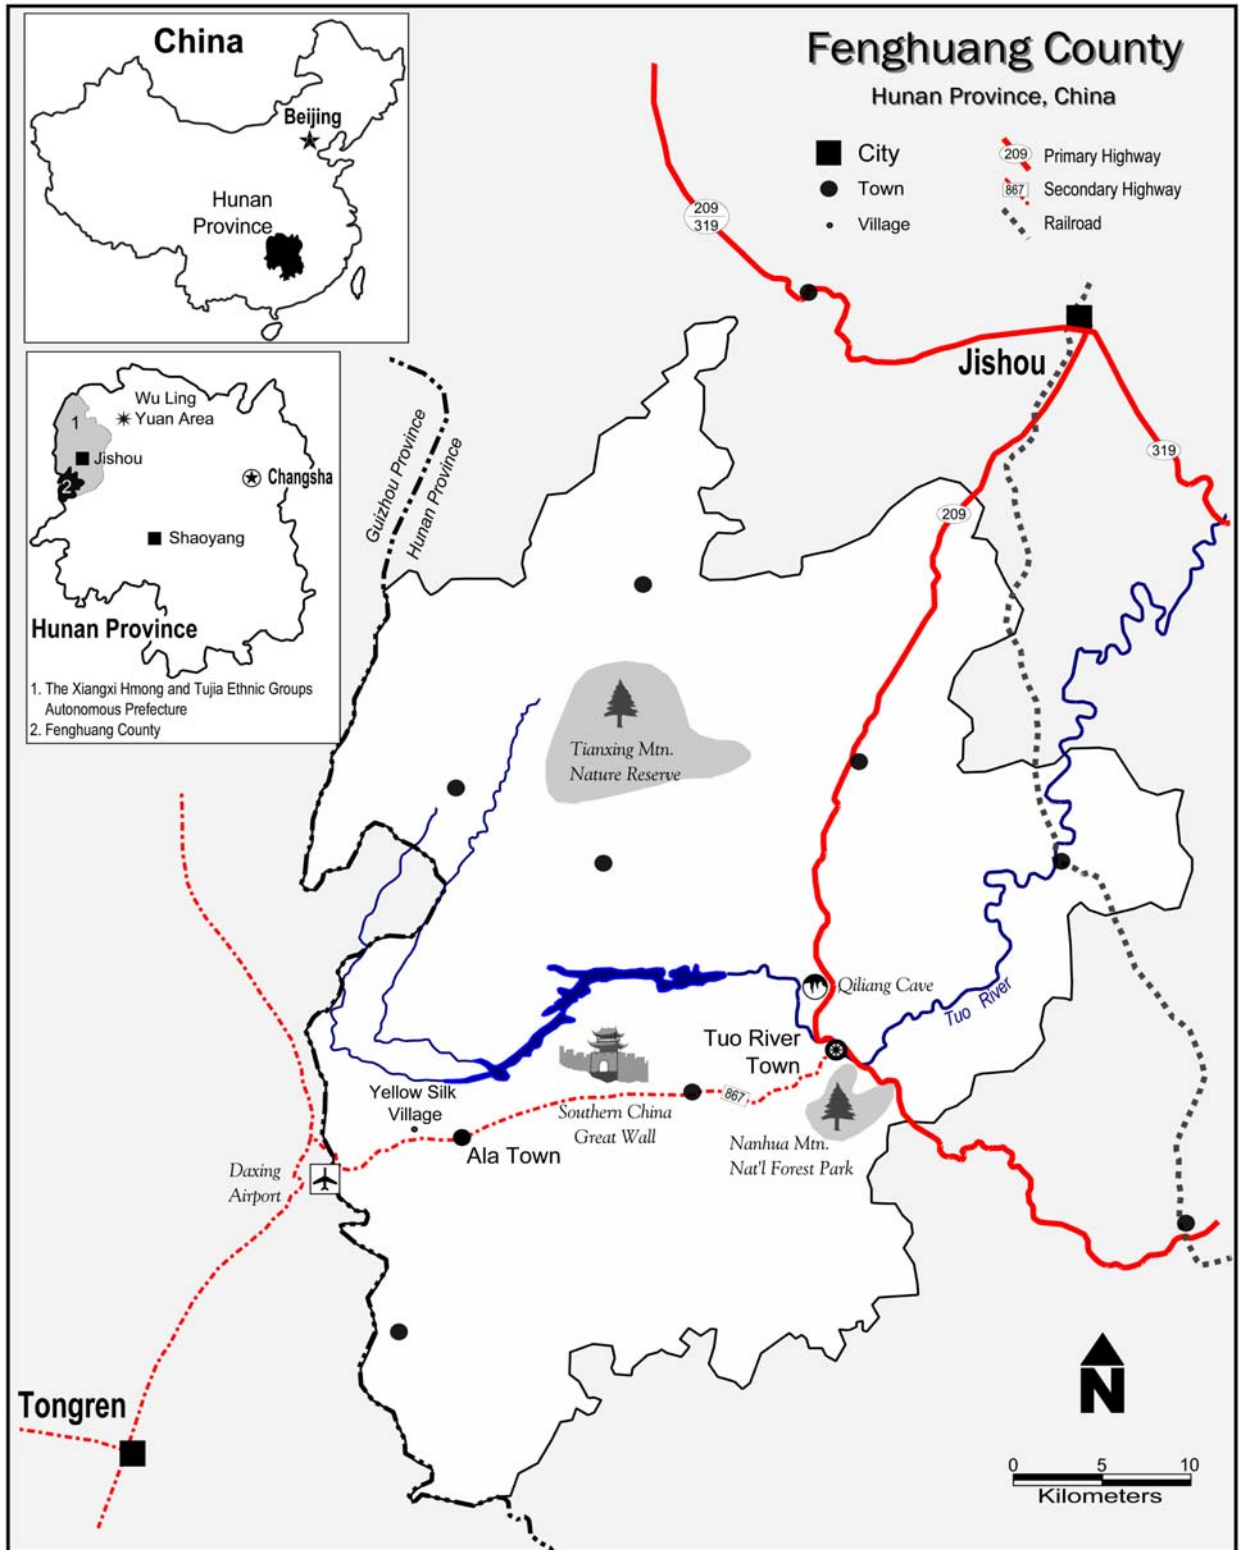 China
Beijing
Hunan
Province
Fenghuang County
Hunan Province, China
City
Town
Village
209
Primary Highway
867
Secondary Highway
Railroad
209
319
Jishou
319
209
Guizhou Province
Hunan Province
Wu Ling
Yuan Area
1
Jishou
2
Changsha
Shaoyang
Hunan Province
1. The Xiangxi Hmong and Tujia Ethnic Groups
Autonomous Prefecture
2. Fenghuang County
Tianxing Mtn.
Nature Reserve
Qiliang Cave
Tuo River
Tuo River
Town
Yellow Silk
Village
867
Southern China
Great Wall
Ala Town
Nanhua Mtn.
Nat'l Forest Park
Daxing
Airport
Tongren
N
0 5 10
Kilometers